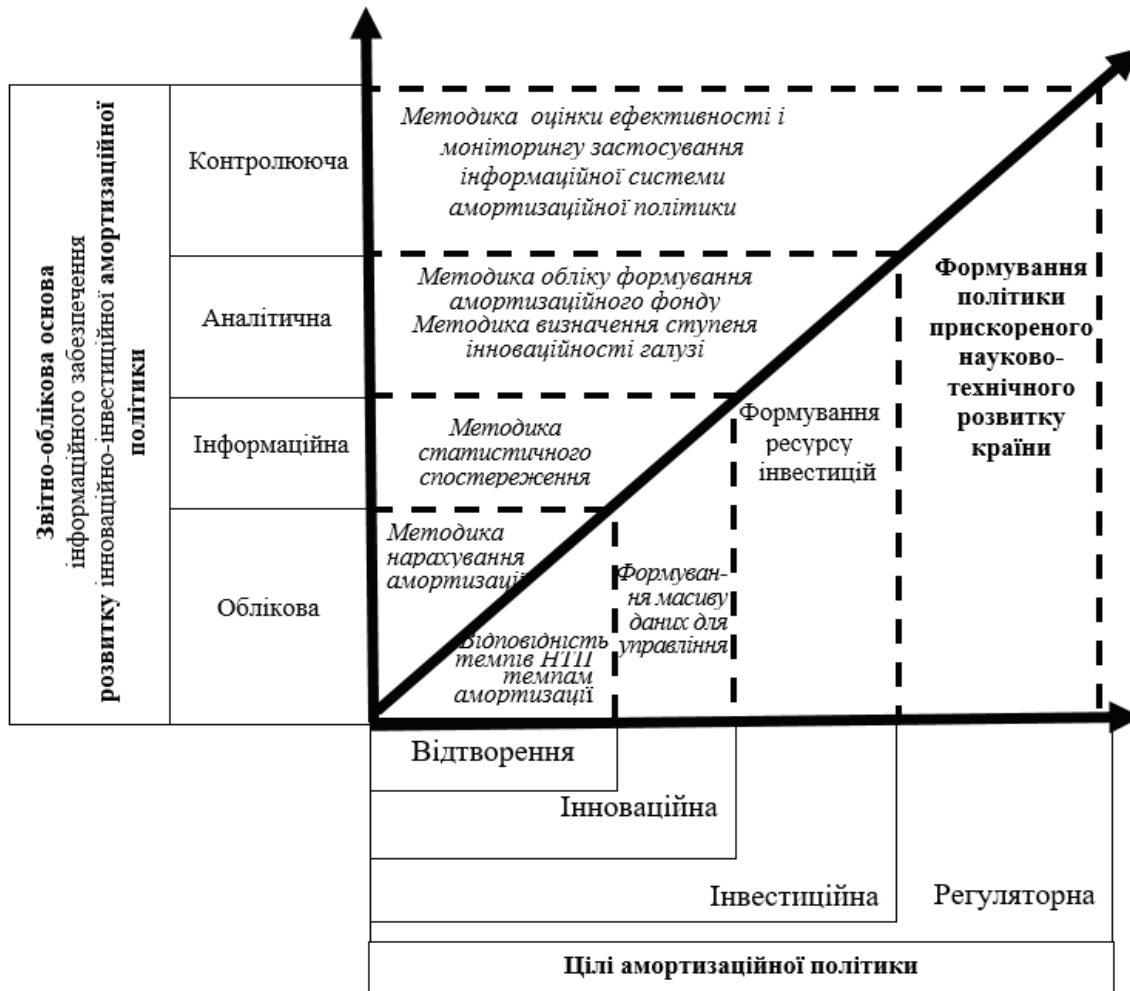 Звітно-облікова основа
інформаційного забезпечення
розвитку інноваційно-інвестиційної амортизаційної
політики
Контролююча
Методика оцінки ефективності і
моніторингу застосування
інформаційної системи
амортизаційної політики
Аналітична
Методика обліку формування
амортизаційного фонду
Методика визначення ступеня
інноваційності галузі
Інформаційна
Методика
статистичного
спостереження
Облікова
Методика
нарахування
амортизації
Відповідність
темпів НТП
темпам
амортизації
Формуван-
ня масиву
даних для
управління
Формування
ресурсу
інвестицій
Формування
політики
прискореного
науково-
технічного
розвитку
країни
Відтворення
Інноваційна
Інвестиційна
Регуляторна
Цілі амортизаційної політики